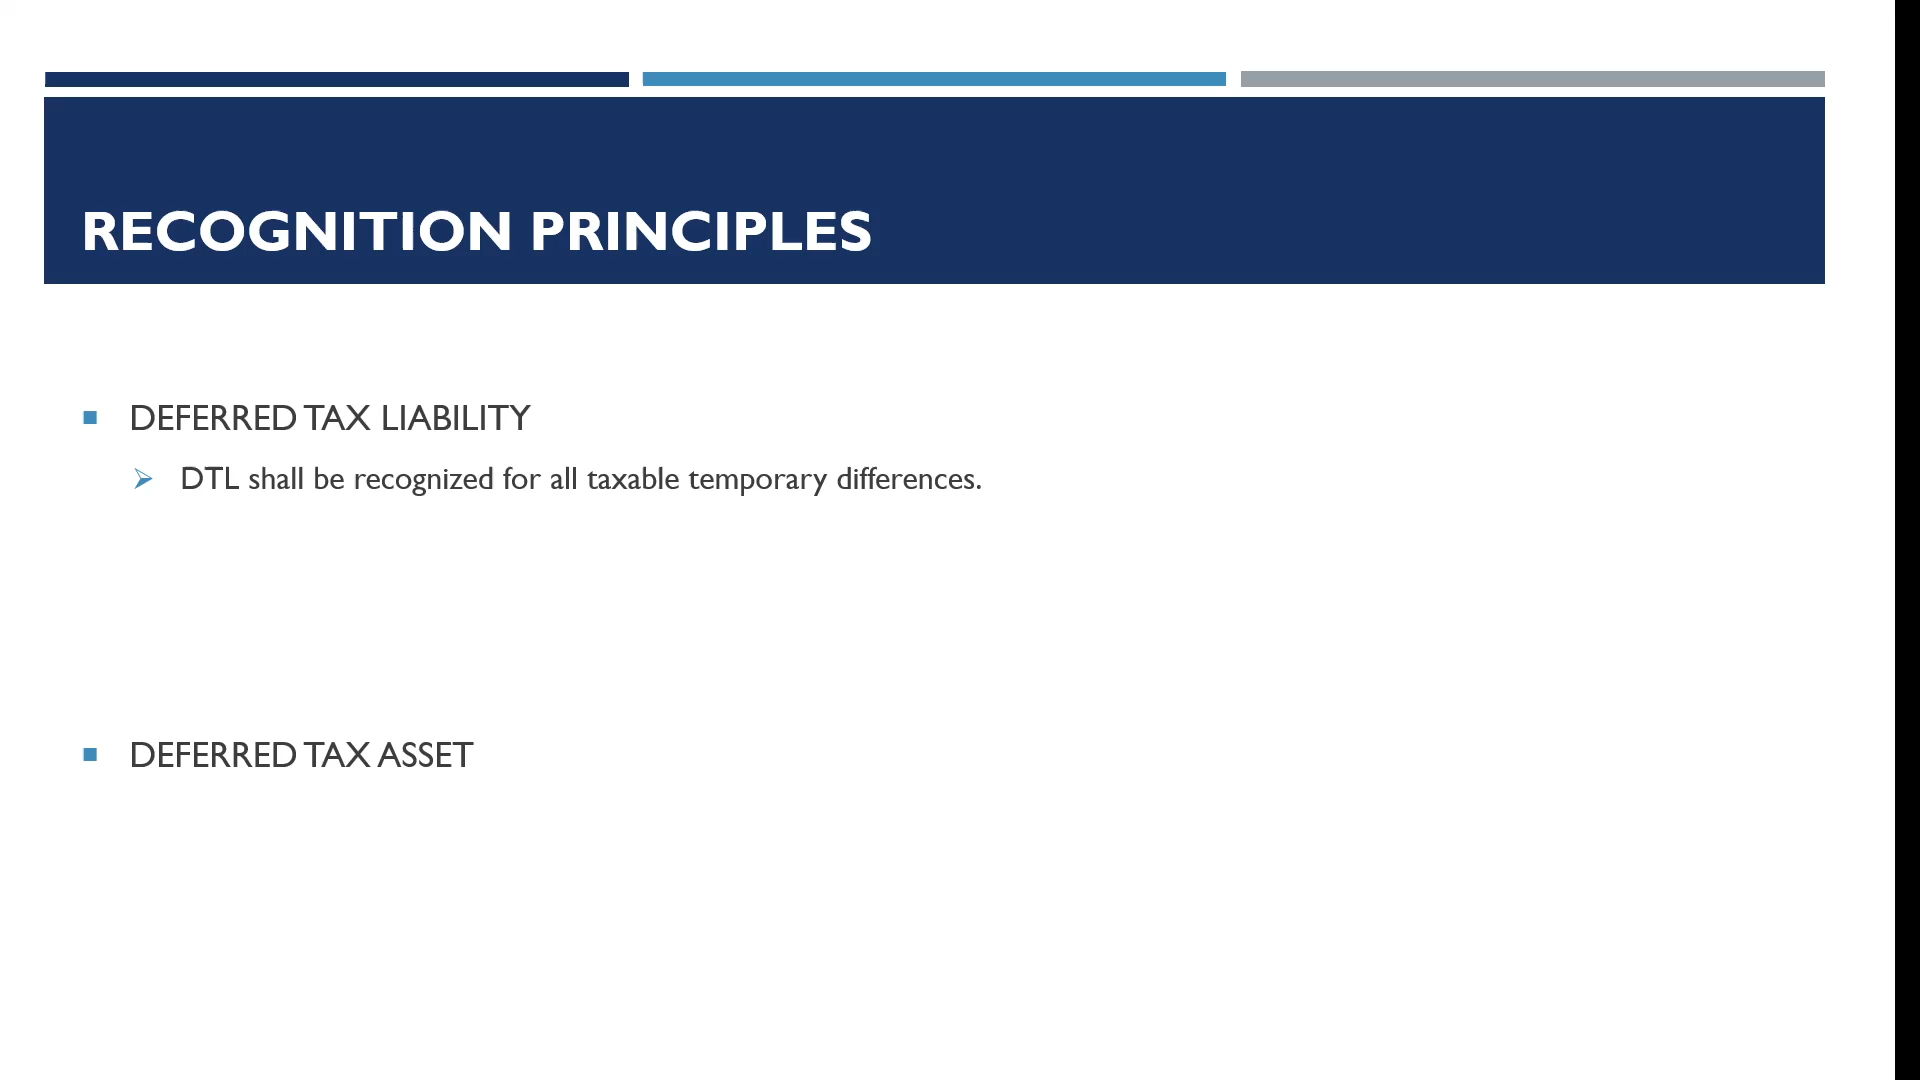 RECOGNITION PRINCIPLES
DEFERRED TAX LIABILITY
DTL shall be recognized for all taxable temporary differences.
DEFERRED TAX ASSET